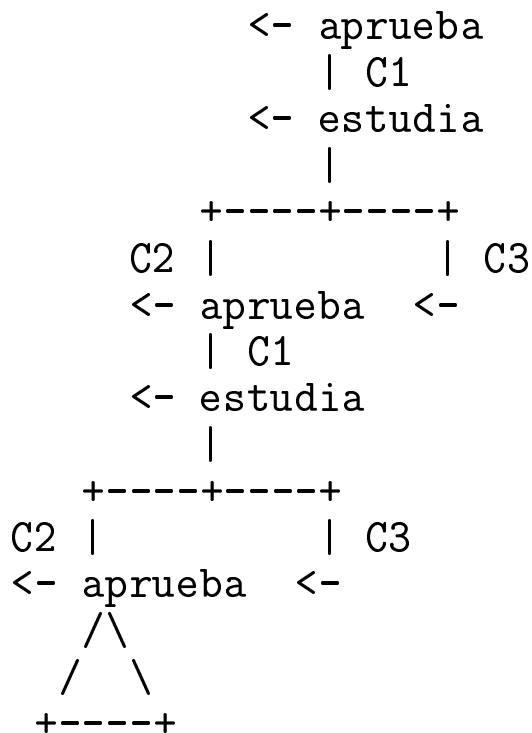 <- aprueba
| C1
<- estudia
|
+----+----+
C2 | | C3
<- aprueba <-
| C1
<- estudia
|
+----+----+
C2 | | C3
<- aprueba <-
/\
/ \
+----+